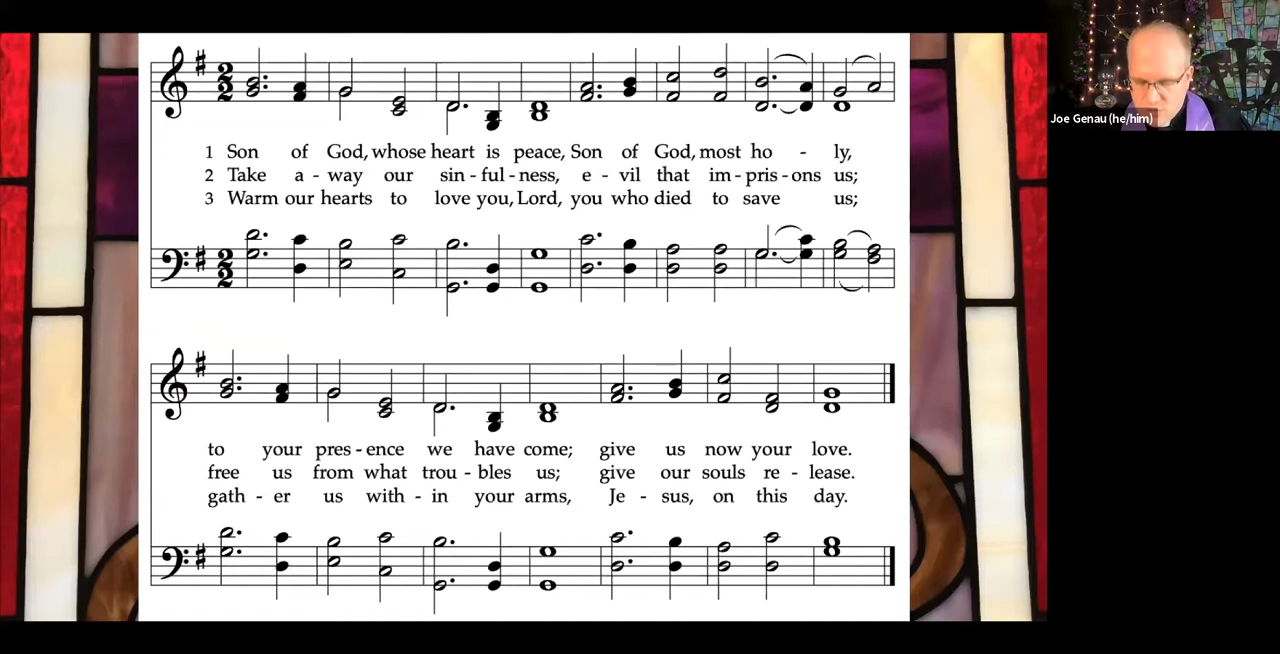 Joe Genau (he/him)
1 Son of God, whose heart is peace, Son of God, most ho - ly,
2 Take a - way our sin - ful - ness, e - vil that im - pris - ons us;
3 Warm our hearts to love you, Lord, you who died to save us;
to your pres - ence we have come; give us now your love.
free us from what trou - bles us; give our souls re - lease.
gath - er us with - in your arms, Je - sus, on this day.